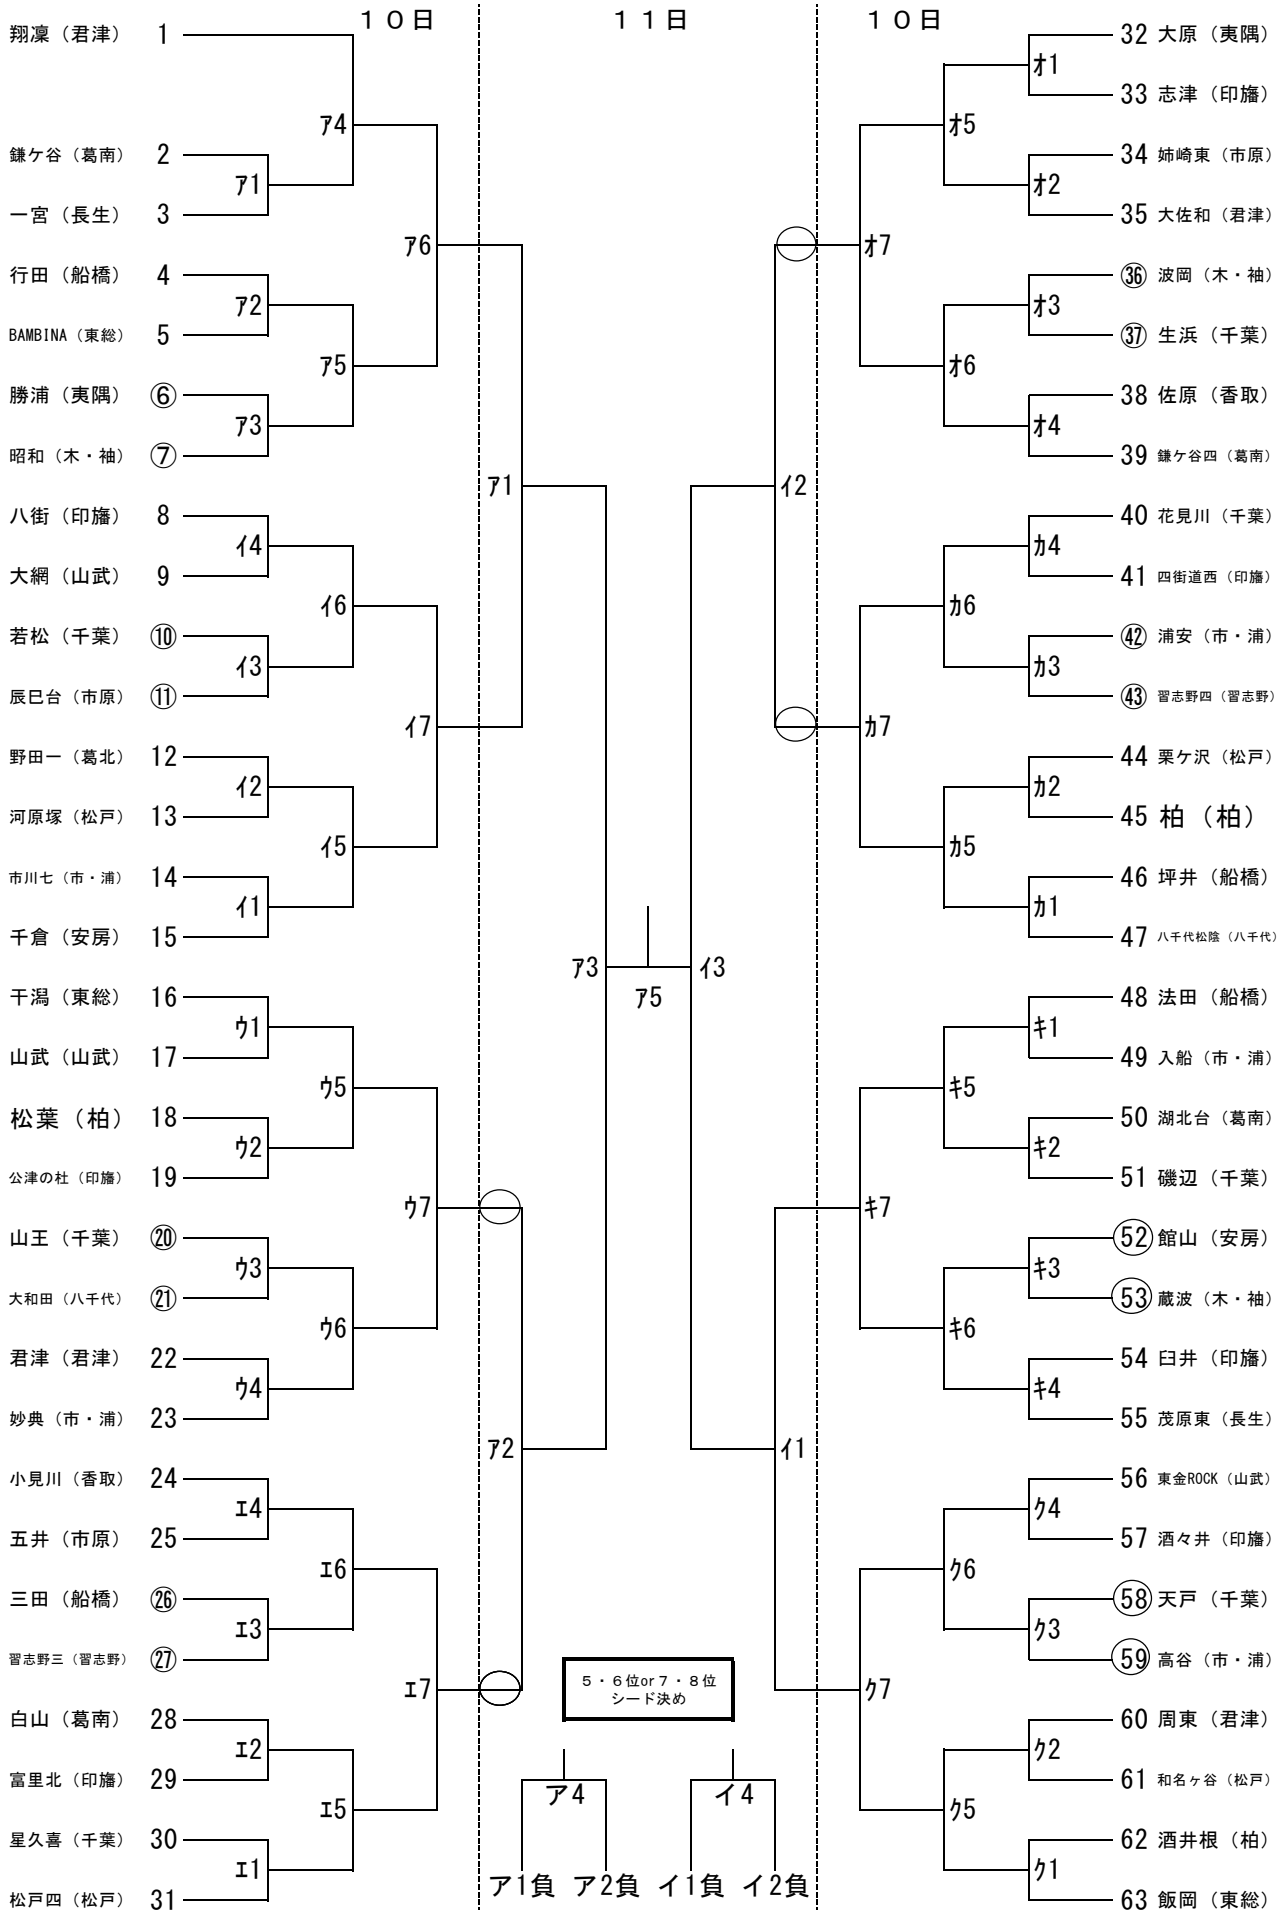 １０日
１１日
１０日
翔凜（君津） 1
鎌ケ谷（葛南） 2
一宮（長生） 3
行田（船橋） 4
BAMBINA（東総） 5
勝浦（夷隅） ⑥
昭和（木・袖） ⑦
八街（印旛） 8
大網（山武） 9
若松（千葉） ⑩
辰巳台（市原） ⑪
野田一（葛北） 12
河原塚（松戸） 13
市川七（市・浦） 14
千倉（安房） 15
干潟（東総） 16
山武（山武） 17
松葉（柏） 18
公津の杜（印旛） 19
山王（千葉） ⑳
大和田（八千代） ㉑
君津（君津） 22
妙典（市・浦） 23
小見川（香取） 24
五井（市原） 25
三田（船橋） ㉖
習志野三（習志野） ㉗
白山（葛南） 28
富里北（印旛） 29
星久喜（千葉） 30
松戸四（松戸） 31
ｱ1
ｱ2
ｱ3
ｲ4
ｲ3
ｲ2
ｲ1
ｳ1
ｳ2
ｳ3
ｳ4
ｴ4
ｴ3
ｴ2
ｴ1
ｱ4
ｱ5
ｲ6
ｲ5
ｳ5
ｳ6
ｴ6
ｴ5
ｱ6
ｲ7
ｳ7
ｴ7
ｱ1
ｱ2
ｱ3
ｱ5
ｲ3
ｲ2
ｲ1
５・６位or７・８位
シード決め
ア4
イ4
ア1負 ア2負 イ1負 イ2負
ｵ7
ｶ7
ｷ7
ｸ7
ｵ5
ｵ6
ｶ6
ｶ5
ｷ5
ｷ6
ｸ6
ｸ5
ｵ1
ｵ2
ｵ3
ｵ4
ｶ4
ｶ3
ｶ2
ｶ1
ｷ1
ｷ2
ｷ3
ｷ4
ｸ4
ｸ3
ｸ2
ｸ1
32 大原（夷隅）
33 志津（印旛）
34 姉崎東（市原）
35 大佐和（君津）
㊱ 波岡（木・袖）
㊲ 生浜（千葉）
38 佐原（香取）
39 鎌ケ谷四（葛南）
40 花見川（千葉）
41 四街道西（印旛）
㊷ 浦安（市・浦）
㊸ 習志野四（習志野）
44 栗ケ沢（松戸）
45 柏（柏）
46 坪井（船橋）
47 八千代松陰（八千代）
48 法田（船橋）
49 入船（市・浦）
50 湖北台（葛南）
51 磯辺（千葉）
52 館山（安房）
53 蔵波（木・袖）
54 臼井（印旛）
55 茂原東（長生）
56 東金ROCK（山武）
57 酒々井（印旛）
58 天戸（千葉）
59 高谷（市・浦）
60 周東（君津）
61 和名ヶ谷（松戸）
62 酒井根（柏）
63 飯岡（東総）